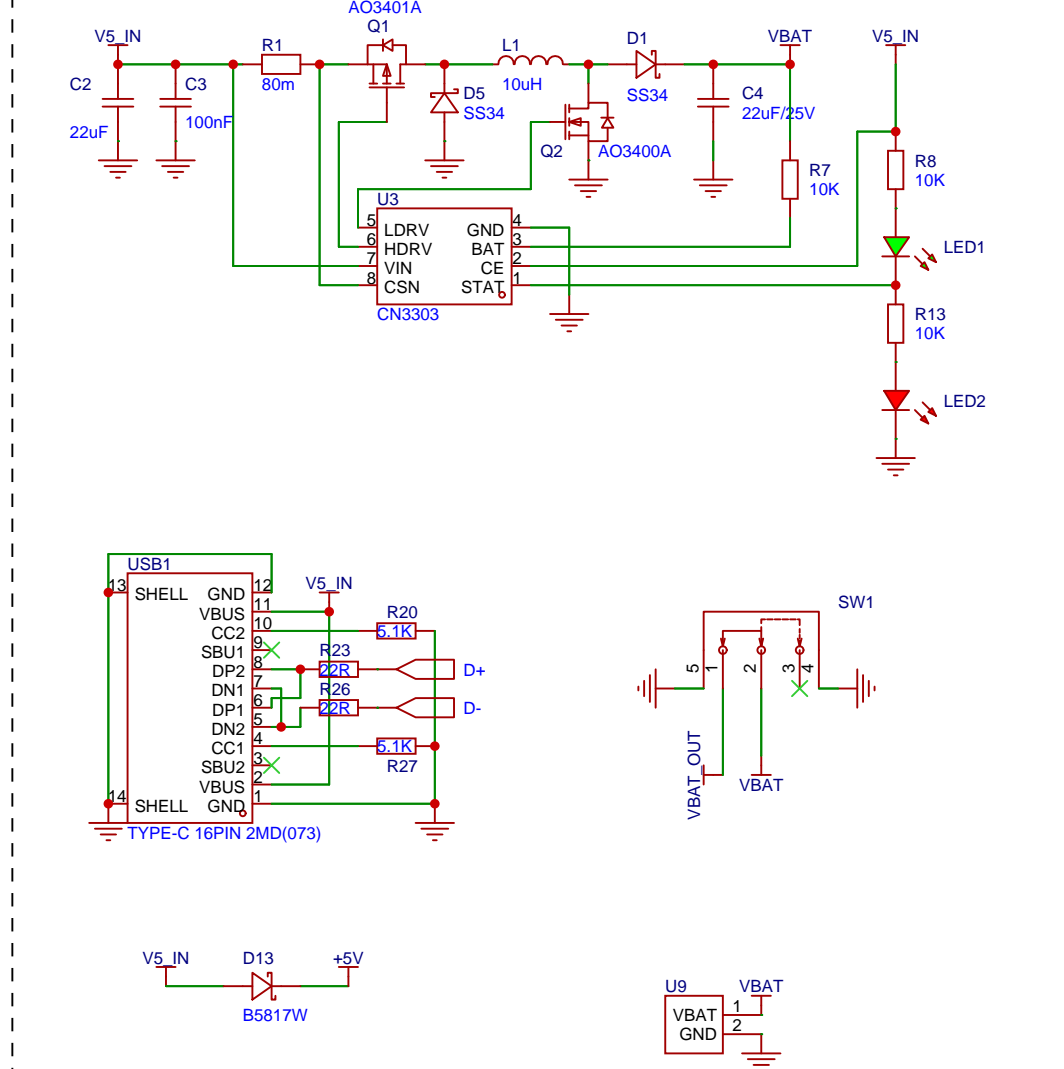 AO3401A
Q1
V5_IN
R1
L1
D1
VBAT
V5_IN
C2
C3
80m
10uH
D5
SS34
SS34
C4
22uF
100nF
22uF/25V
Q2
AO3400A
R7
10K
R8
10K
U3
5 LDRV GND 4
6 HDRV BAT 3
7 VIN CE 2
8 CSN STAT 1
CN3303
LED1
R13
10K
LED2
USB1
V5_IN
13 SHELL GND 12
VBUS 11
CC2 10
SBU1 9
DP2 8
DN1 7
DP1 6
DN2 5
CC1 4
SBU2 3
VBUS 2
14 SHELL GND 1
TYPE-C 16PIN 2MD(073)
R20
5.1K
R23
22R
D+
R26
22R
D-
5.1K
R27
SW1
5
1
2
3
4
VBAT_OUT
VBAT
V5_IN
D13
+5V
B5817W
U9
VBAT
VBAT 1
GND 2